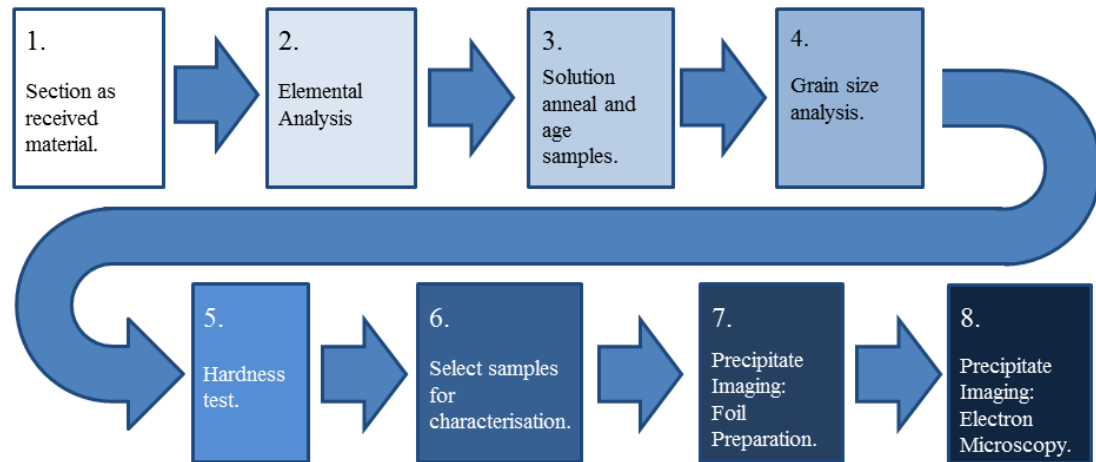 1.
Section as
received
material.
2.
Elemental
Analysis
3.
Solution
anneal and
age
samples.
4.
Grain size
analysis.
5.
Hardness
test.
6.
Select samples
for
characterisation.
7.
Precipitate
Imaging:
Foil
Preparation.
8.
Precipitate
Imaging:
Electron
Microscopy.